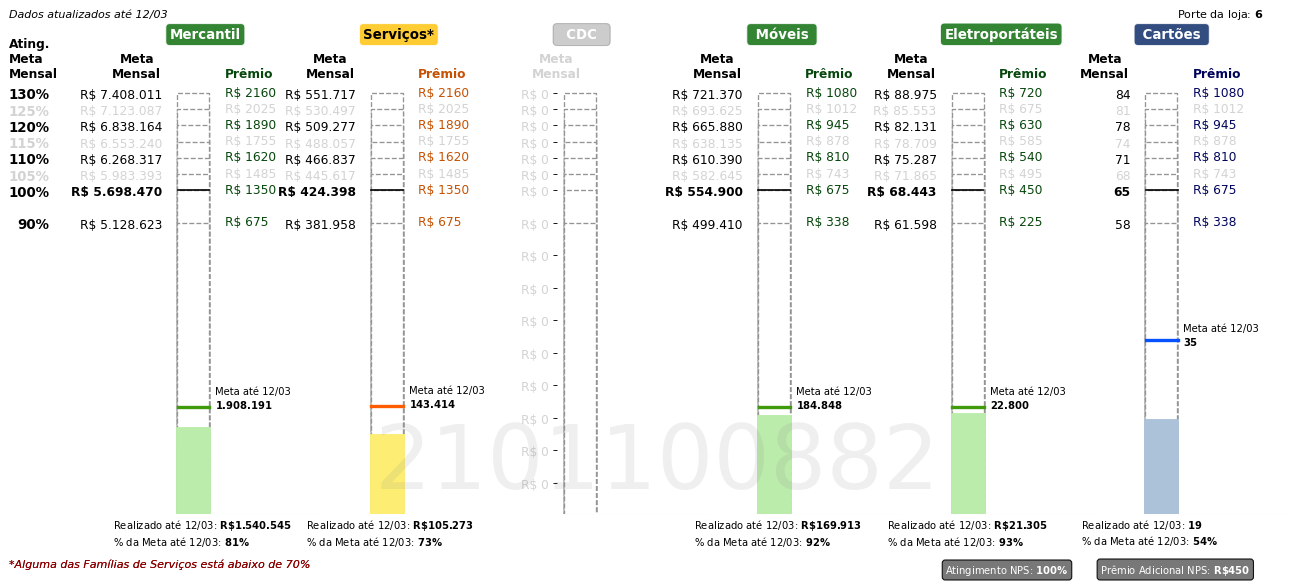 Dados atualizados até 12/03
Porte da loja: 6
Mercantil Serviços* CDC Móveis Eletroportáteis Cartões
Ating. Meta Mensal
Meta Mensal Prêmio Meta Mensal Prêmio Meta Mensal Meta Mensal Prêmio Meta Mensal Prêmio Meta Mensal Prêmio
130% R$ 7.408.011 R$ 2160 R$ 551.717 R$ 2160 R$ 0 R$ 721.370 R$ 1080 R$ 88.975 R$ 720 84 R$ 1080
125% R$ 7.123.087 R$ 2025 R$ 530.497 R$ 2025 R$ 0 R$ 693.625 R$ 1012 R$ 85.553 R$ 675 81 R$ 1012
120% R$ 6.838.164 R$ 1890 R$ 509.277 R$ 1890 R$ 0 R$ 665.880 R$ 945 R$ 82.131 R$ 630 78 R$ 945
115% R$ 6.553.240 R$ 1755 R$ 488.057 R$ 1755 R$ 0 R$ 638.135 R$ 878 R$ 78.709 R$ 585 74 R$ 878
110% R$ 6.268.317 R$ 1620 R$ 466.837 R$ 1620 R$ 0 R$ 610.390 R$ 810 R$ 75.287 R$ 540 71 R$ 810
105% R$ 5.983.393 R$ 1485 R$ 445.617 R$ 1485 R$ 0 R$ 582.645 R$ 743 R$ 71.865 R$ 495 68 R$ 743
100% R$ 5.698.470 R$ 1350 R$ 424.398 R$ 1350 R$ 0 R$ 554.900 R$ 675 R$ 68.443 R$ 450 65 R$ 675
90% R$ 5.128.623 R$ 675 R$ 381.958 R$ 675 R$ 0 R$ 499.410 R$ 338 R$ 61.598 R$ 225 58 R$ 338
R$ 0
R$ 0
R$ 0
R$ 0
R$ 0
R$ 0
R$ 0
R$ 0
Meta até 12/03
35
Meta até 12/03 Meta até 12/03 Meta até 12/03 Meta até 12/03
1.908.191 143.414 184.848 22.800
2101100882
Realizado até 12/03: R$1.540.545 Realizado até 12/03: R$105.273 Realizado até 12/03: R$169.913 Realizado até 12/03: R$21.305 Realizado até 12/03: 19
% da Meta até 12/03: 81% % da Meta até 12/03: 73% % da Meta até 12/03: 92% % da Meta até 12/03: 93% % da Meta até 12/03: 54%
*Alguma das Famílias de Serviços está abaixo de 70%
Atingimento NPS: 100% Prêmio Adicional NPS: R$450